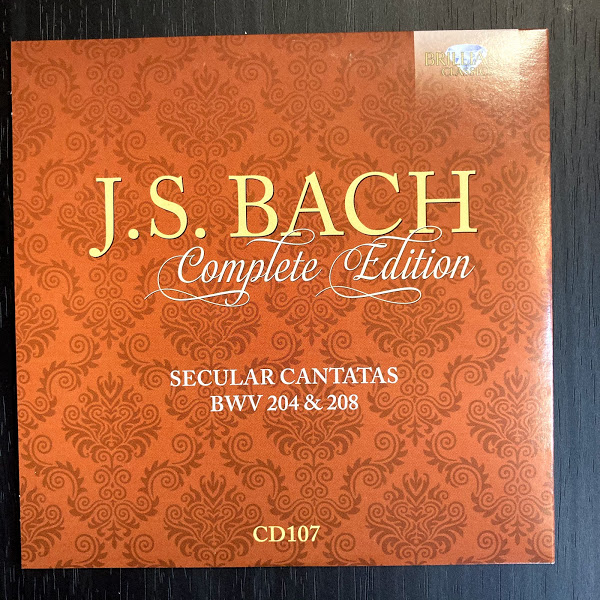 BRILLIANT
CLASSICS
J.S. BACH
Complete Edition
SECULAR CANTATAS
BWV 204 & 208
CD107